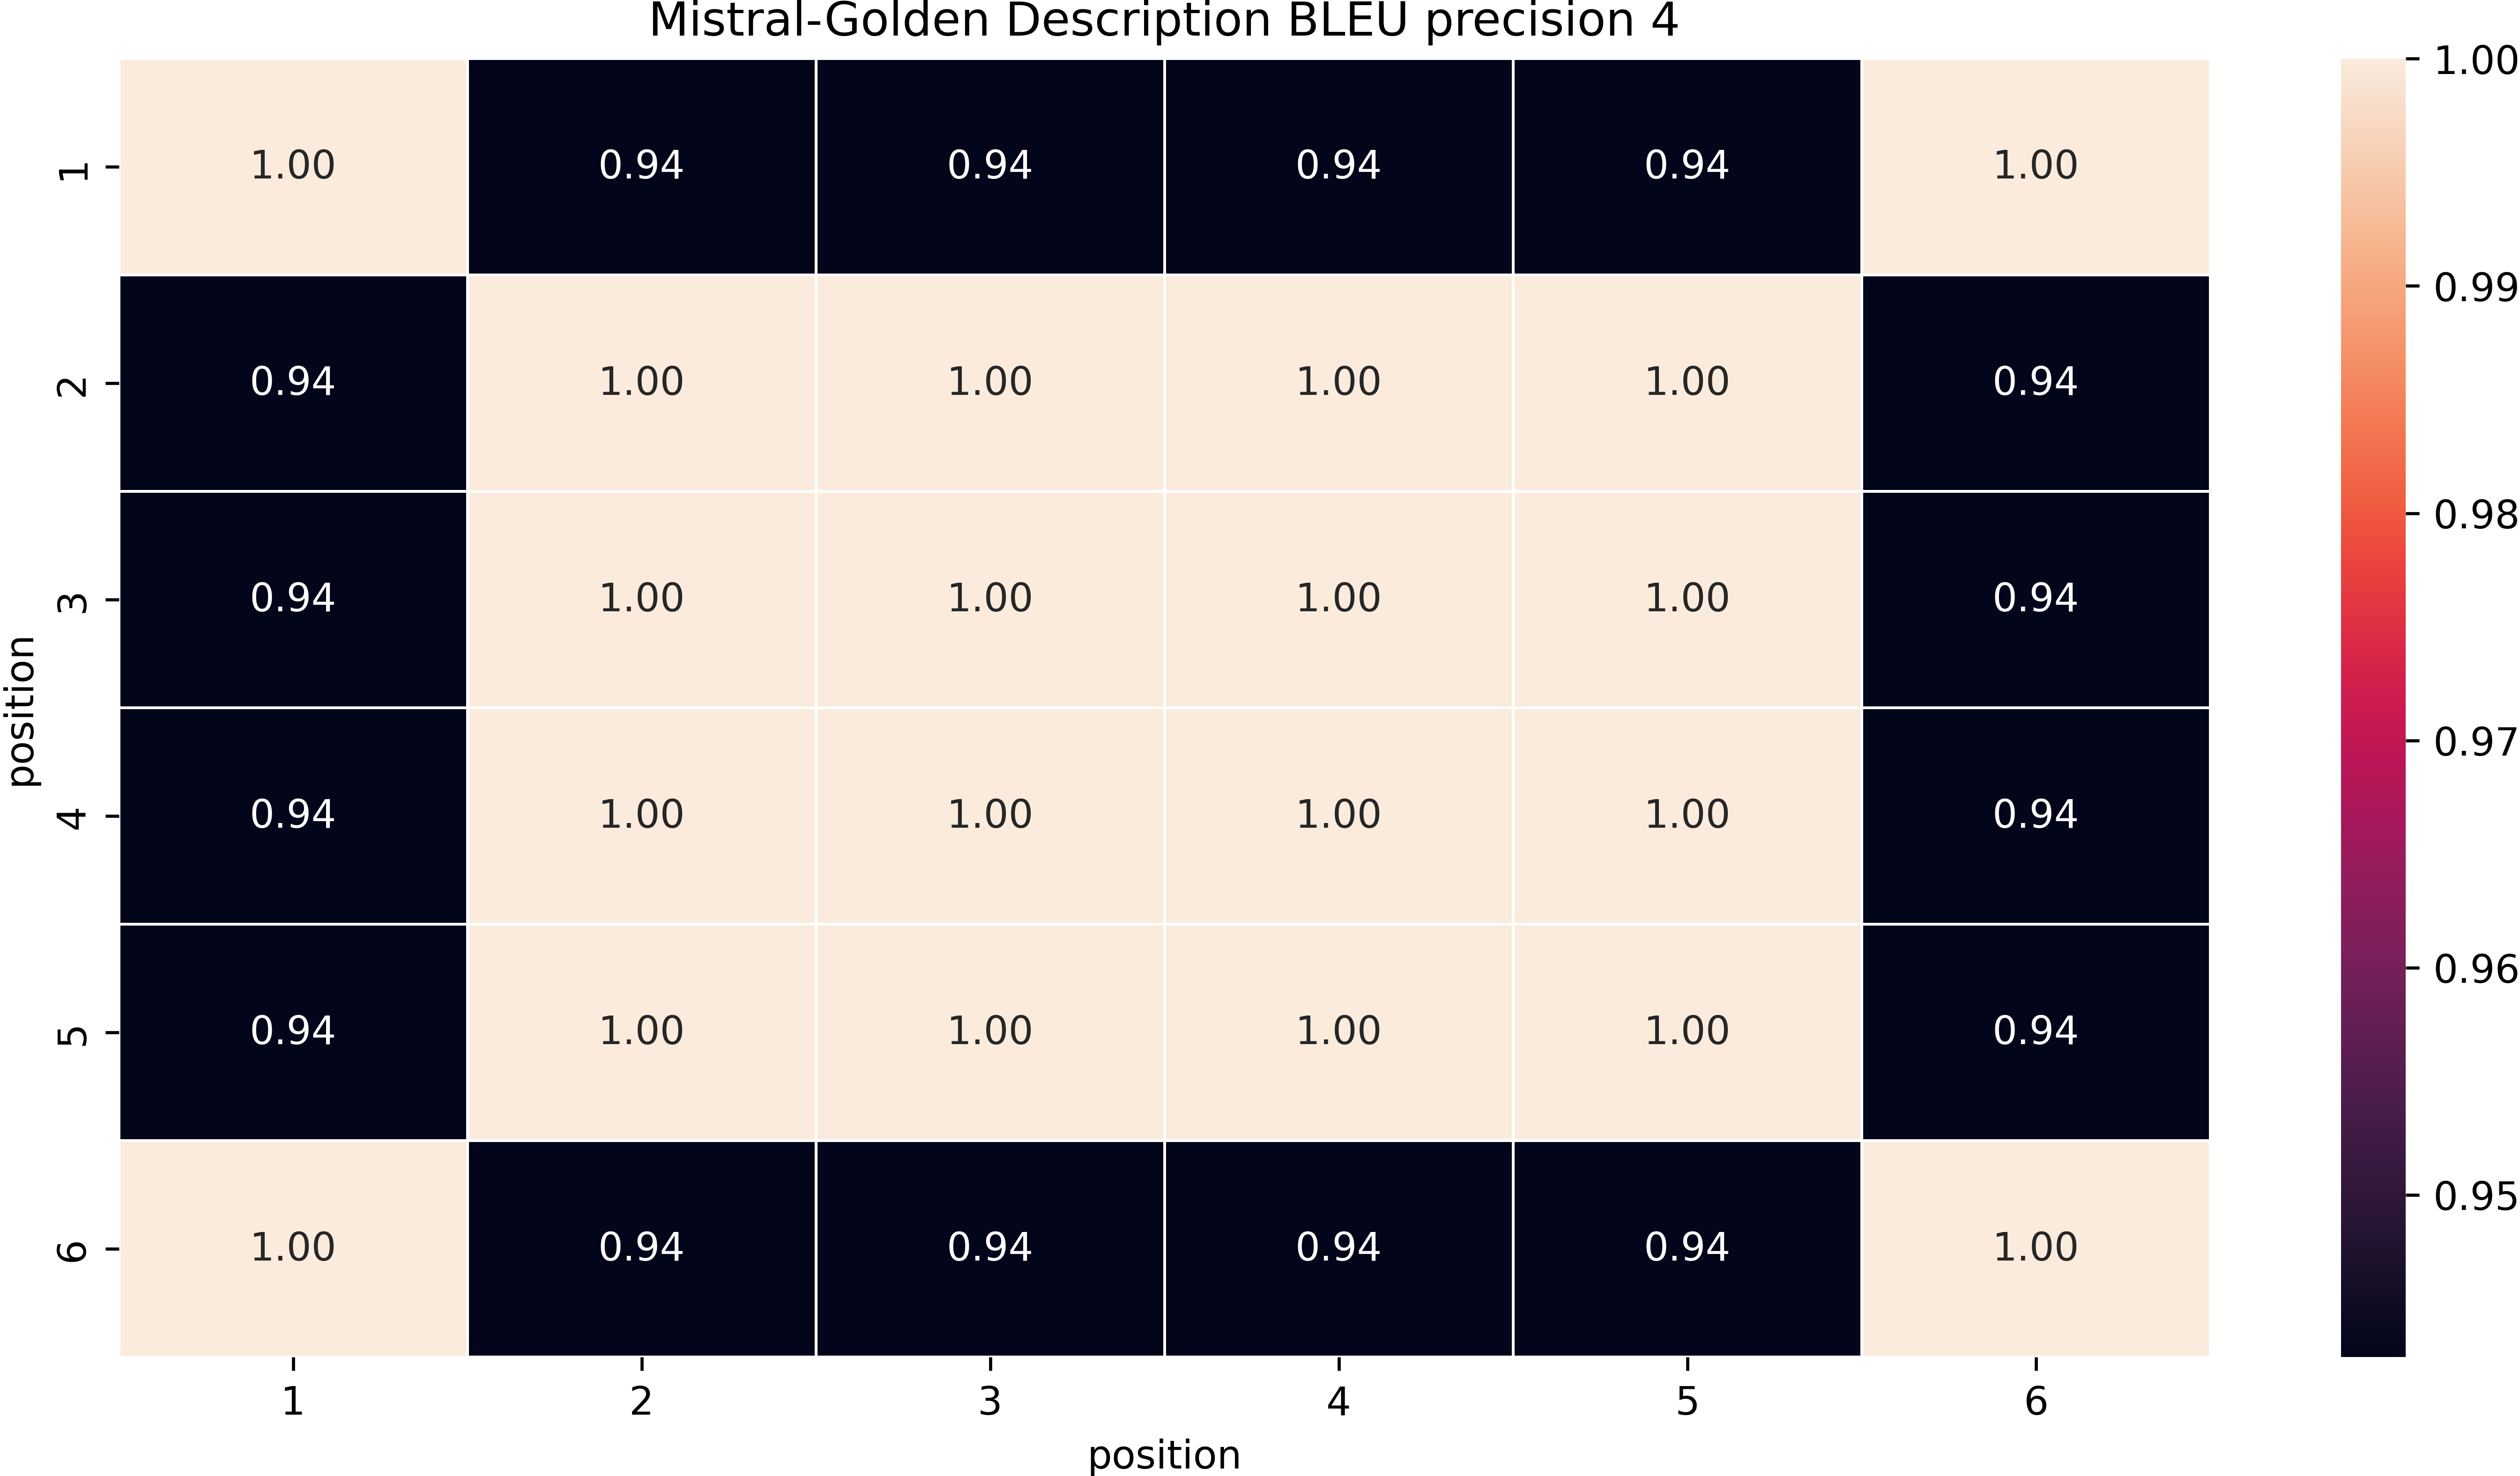 Mistral-Golden Description BLEU precision 4
1 1.00 0.94 0.94 0.94 0.94 1.00
2 0.94 1.00 1.00 1.00 1.00 0.94
3 0.94 1.00 1.00 1.00 1.00 0.94
4 0.94 1.00 1.00 1.00 1.00 0.94
5 0.94 1.00 1.00 1.00 1.00 0.94
6 1.00 0.94 0.94 0.94 0.94 1.00
position
1 2 3 4 5 6
position
1.00
0.99
0.98
0.97
0.96
0.95